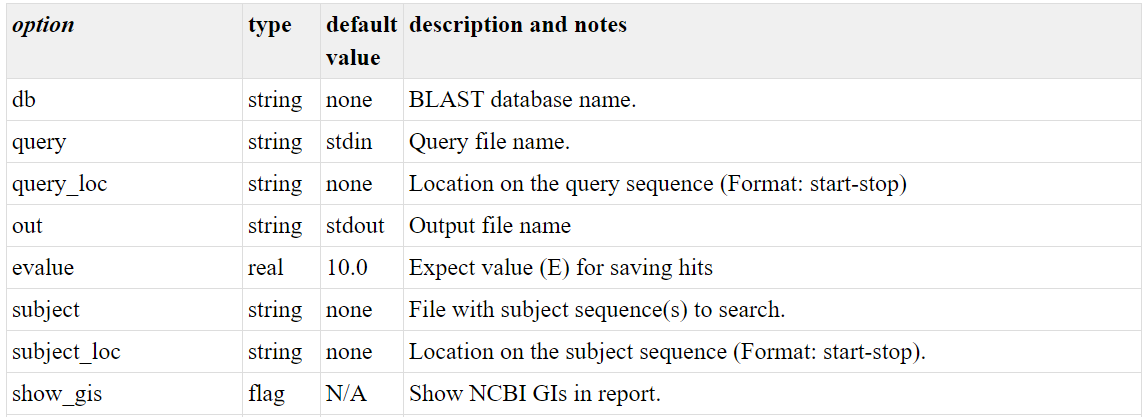 option type default value description and notes
db string none BLAST database name.
query string stdin Query file name.
query_loc string none Location on the query sequence (Format: start-stop)
out string stdout Output file name
evalue real 10.0 Expect value (E) for saving hits
subject string none File with subject sequence(s) to search.
subject_loc string none Location on the subject sequence (Format: start-stop).
show_gis flag N/A Show NCBI GIs in report.